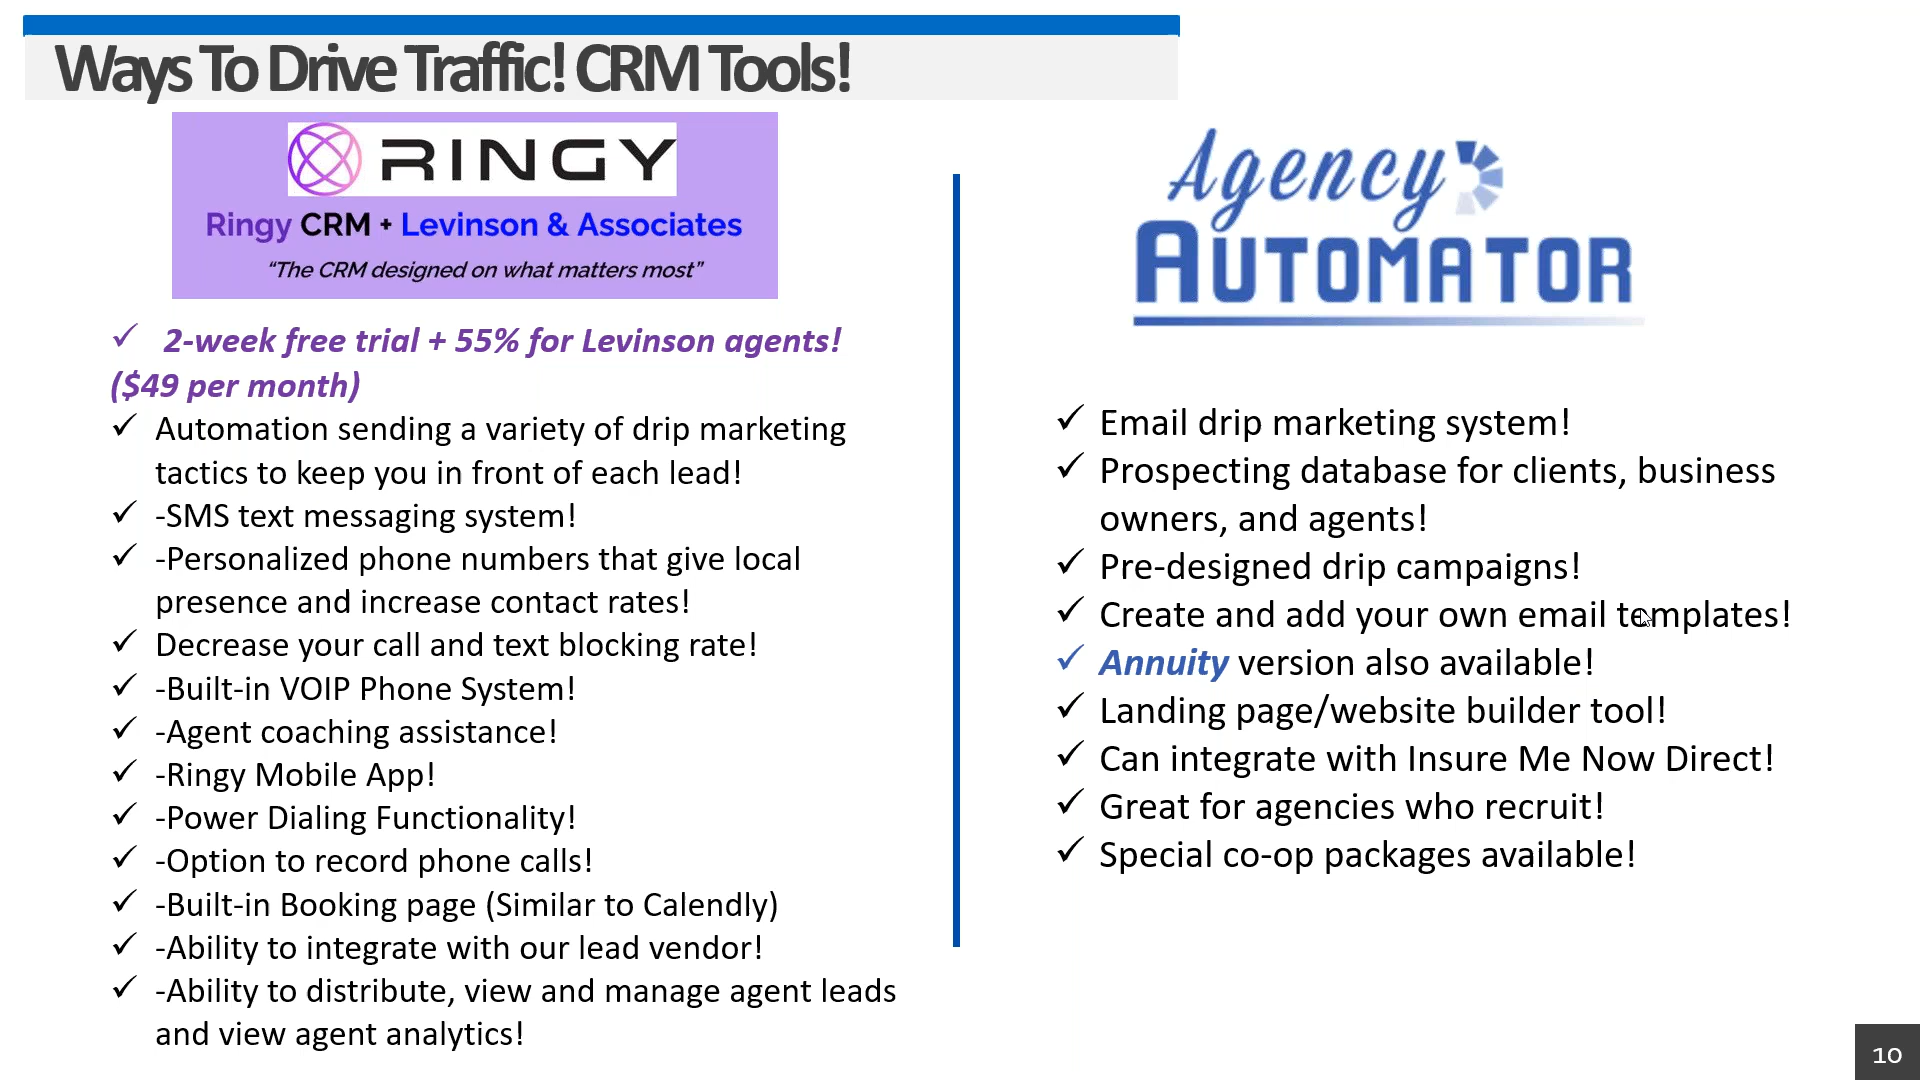 Ways To Drive Traffic! CRM Tools!
RINGY
Ringy CRM + Levinson & Associates
“The CRM designed on what matters most”
✓ 2-week free trial + 55% for Levinson agents!
($49 per month)
✓ Automation sending a variety of drip marketing
tactics to keep you in front of each lead!
✓ -SMS text messaging system!
✓ -Personalized phone numbers that give local
presence and increase contact rates!
✓ Decrease your call and text blocking rate!
✓ -Built-in VOIP Phone System!
✓ -Agent coaching assistance!
✓ -Ringy Mobile App!
✓ -Power Dialing Functionality!
✓ -Option to record phone calls!
✓ -Built-in Booking page (Similar to Calendly)
✓ -Ability to integrate with our lead vendor!
✓ -Ability to distribute, view and manage agent leads
and view agent analytics!
Agency
AUTOMATOR
✓ Email drip marketing system!
✓ Prospecting database for clients, business
owners, and agents!
✓ Pre-designed drip campaigns!
✓ Create and add your own email templates!
✓ Annuity version also available!
✓ Landing page/website builder tool!
✓ Can integrate with Insure Me Now Direct!
✓ Great for agencies who recruit!
✓ Special co-op packages available!
10